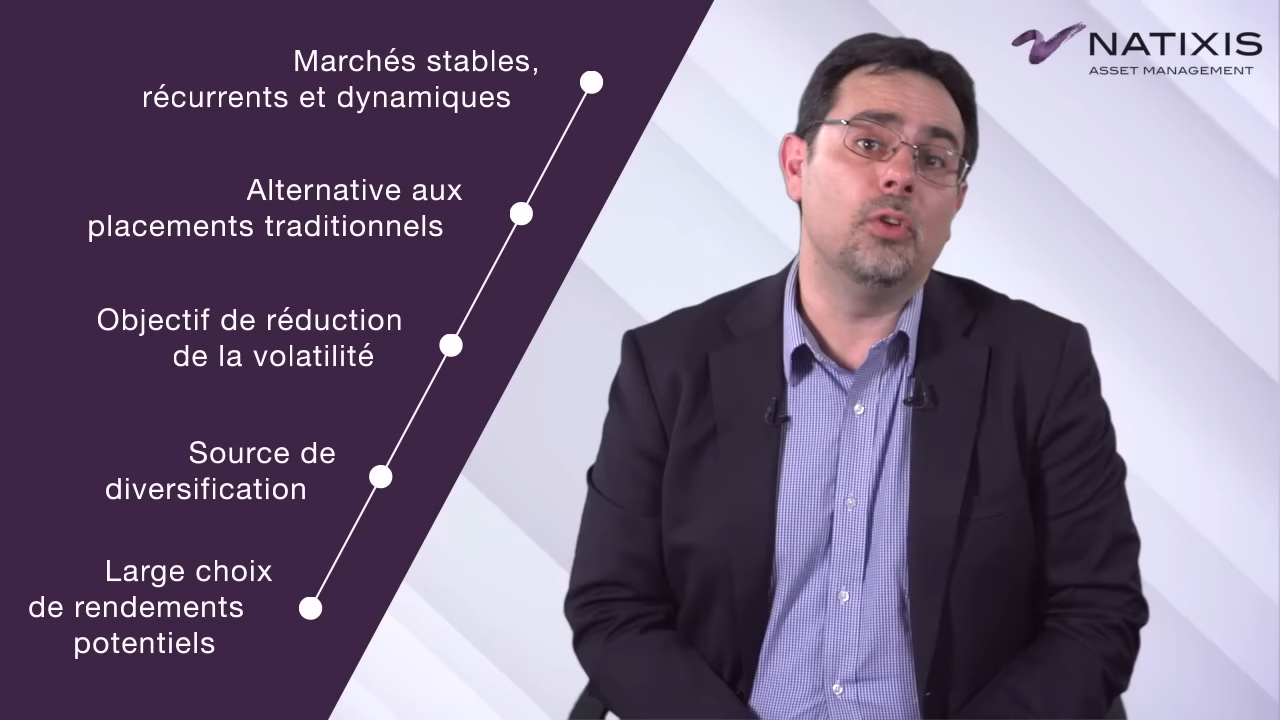 Marchés stables,
récurrents et dynamiques
Alternative aux
placements traditionnels
Objectif de réduction
de la volatilité
Source de
diversification
Large choix
de rendements
potentiels
NATIXIS
ASSET MANAGEMENT